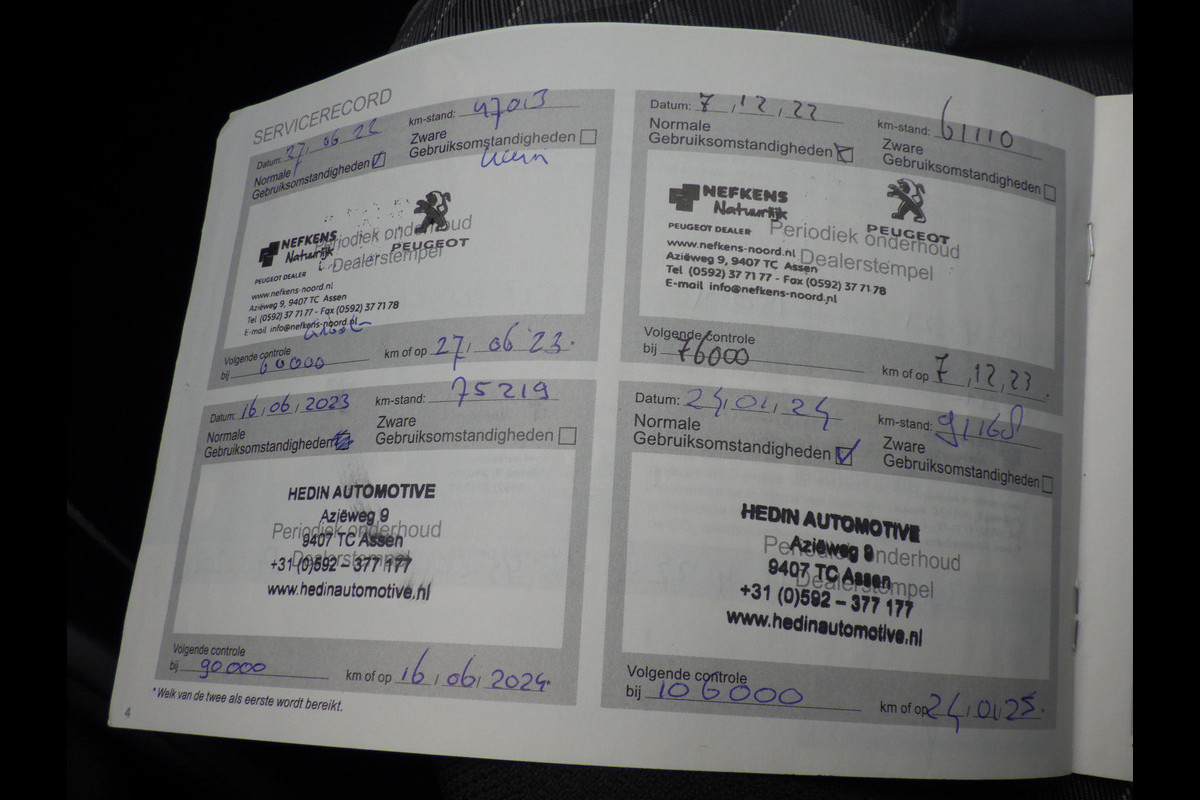 SERVICERECORD
Datum: 27, 06 22 km-stand: 47013
Normale Gebruiksomstandigheden Zware Gebruiksomstandigheden
Klein
NEFKENS
Natuurlijk
PEUGEOT DEALER
PEUGEOT
Periodiek onderhoud
Dealerstempel
www.nefkens-noord.nl
Aziëweg 9, 9407 TC Assen
Tel (0592) 37 71 77 - Fax (0592) 37 71 78
E-mail info@nefkens-noord.nl
Volgende controle
bij 60000 km of op 27, 06 23.
Datum: 7, 12, 22 km-stand: 61110
Normale Gebruiksomstandigheden Zware Gebruiksomstandigheden
NEFKENS
Natuurlijk
PEUGEOT DEALER
PEUGEOT
Periodiek onderhoud
Dealerstempel
www.nefkens-noord.nl
Aziëweg 9, 9407 TC Assen
Tel (0592) 37 71 77 - Fax (0592) 37 71 78
E-mail info@nefkens-noord.nl
Volgende controle
bij 76000 km of op 7, 12, 23.
Datum: 16, 06, 2023 km-stand: 75219
Normale Gebruiksomstandigheden Zware Gebruiksomstandigheden
HEDIN AUTOMOTIVE
Aziëweg 9
Periodiek onderhoud
9407 TC Assen
Dealerstempel
+31 (0)592 – 377 177
www.hedinautomotive.nl
Volgende controle
bij 90000 km of op 16, 06, 2024.
Datum: 24, 01, 24 km-stand: 91168
Normale Gebruiksomstandigheden Zware Gebruiksomstandigheden
HEDIN AUTOMOTIVE
Aziëweg 9
Periodiek onderhoud
9407 TC Assen
Dealerstempel
+31 (0)592 – 377 177
www.hedinautomotive.nl
Volgende controle
bij 106000 km of op 24, 01, 25.
* Welk van de twee als eerste wordt bereikt.
4